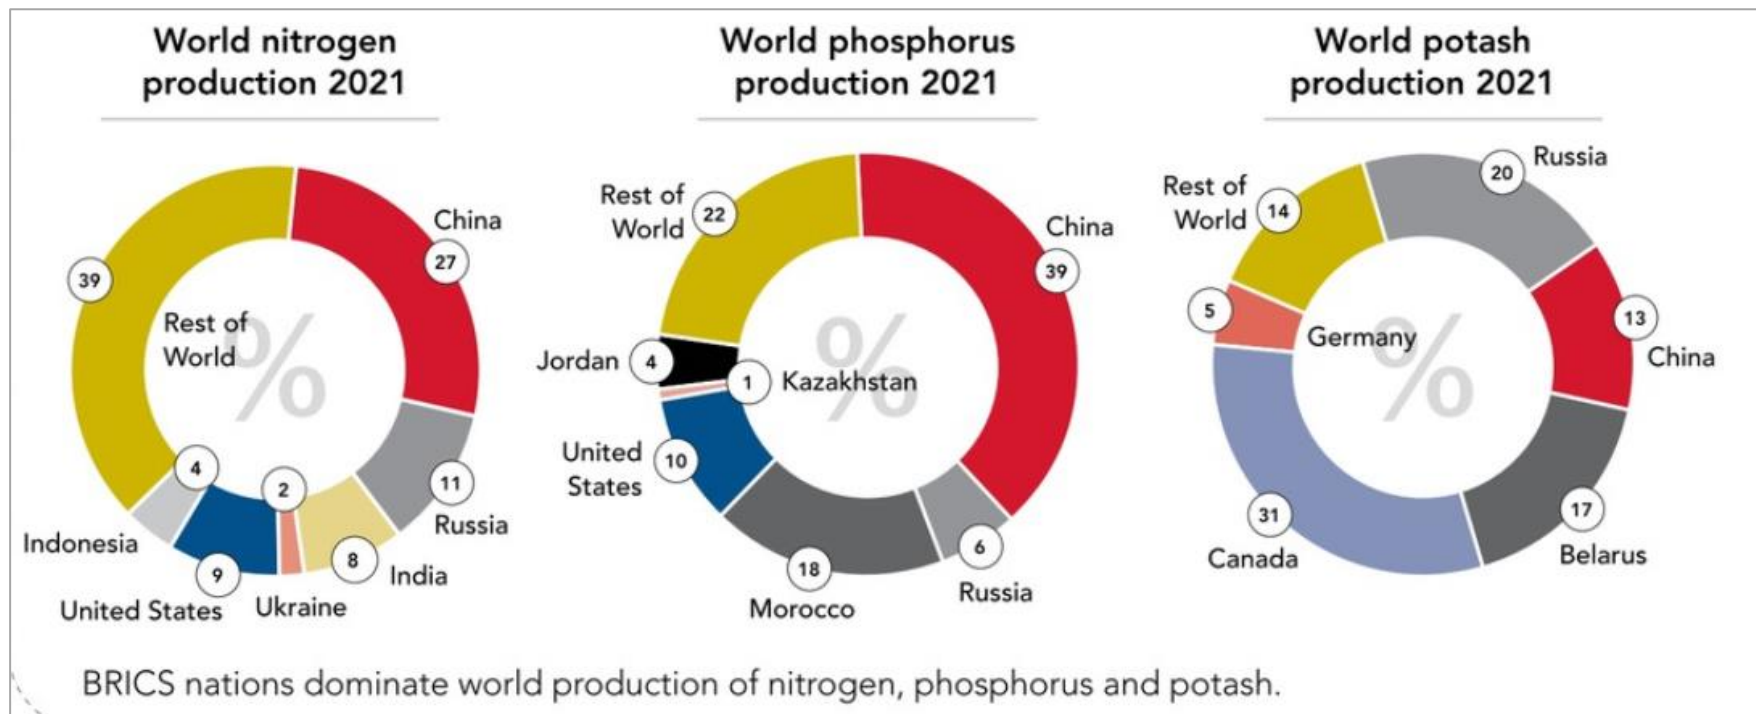 World nitrogen
production 2021
39
Rest of
World
%
China
27
11
Russia
8
India
2
Ukraine
9
United States
4
Indonesia
World phosphorus
production 2021
Rest of
World
22
China
39
%
Jordan
4
1
Kazakhstan
United
States
10
18
Morocco
6
Russia
World potash
production 2021
20
Russia
Rest of
World
14
5
Germany
%
13
China
17
Belarus
31
Canada
BRICS nations dominate world production of nitrogen, phosphorus and potash.